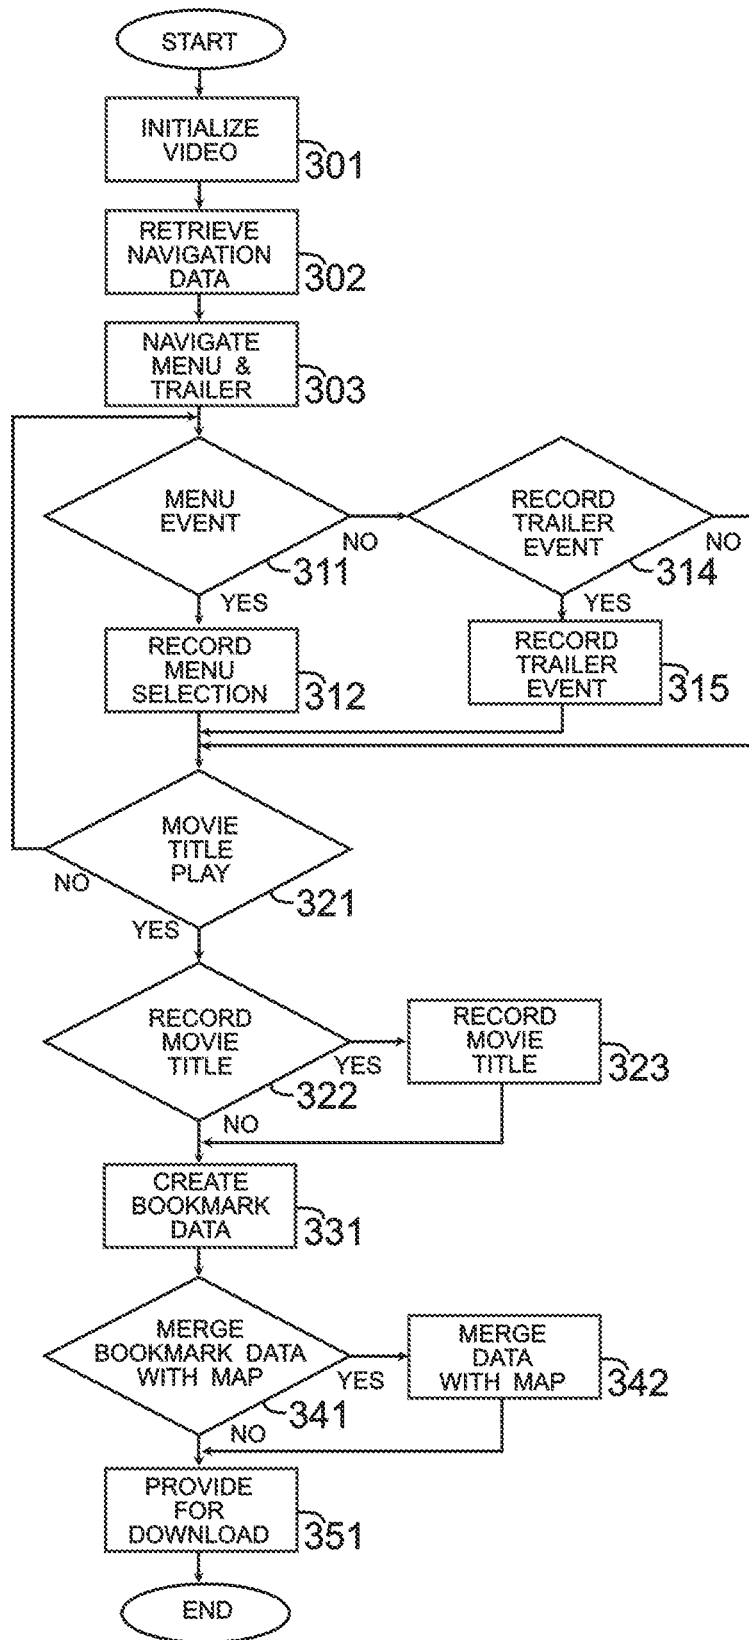 START
INITIALIZE
VIDEO
301
RETRIEVE
NAVIGATION
DATA
302
NAVIGATE
MENU &
TRAILER
303
MENU
EVENT
311
NO
YES
RECORD
TRAILER
EVENT
314
NO
YES
RECORD
MENU
SELECTION
312
RECORD
TRAILER
EVENT
315
MOVIE
TITLE
PLAY
321
NO
YES
RECORD
MOVIE
TITLE
322
YES
NO
RECORD
MOVIE
TITLE
323
CREATE
BOOKMARK
DATA
331
MERGE
BOOKMARK DATA
WITH MAP
341
YES
NO
MERGE
DATA
WITH MAP
342
PROVIDE
FOR
DOWNLOAD
351
END